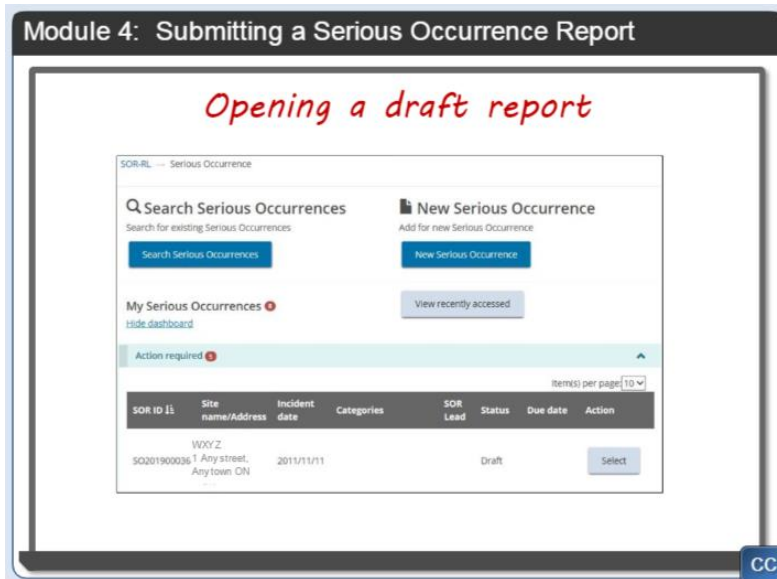 Module 4: Submitting a Serious Occurrence Report
Opening a draft report
SOR-RL → Serious Occurrence
Search Serious Occurrences
Search for existing Serious Occurrences
Search Serious Occurrences
New Serious Occurrence
Add for new Serious Occurrence
New Serious Occurrence
My Serious Occurrences
Hide dashboard
View recently accessed
Action required 5
Item(s) per page: 10
SOR ID Site name/Address Incident date Categories SOR Lead Status Due date Action
SO201900036 WXYZ 1 Any street, Any town ON 2011/11/11 Draft Select
CC